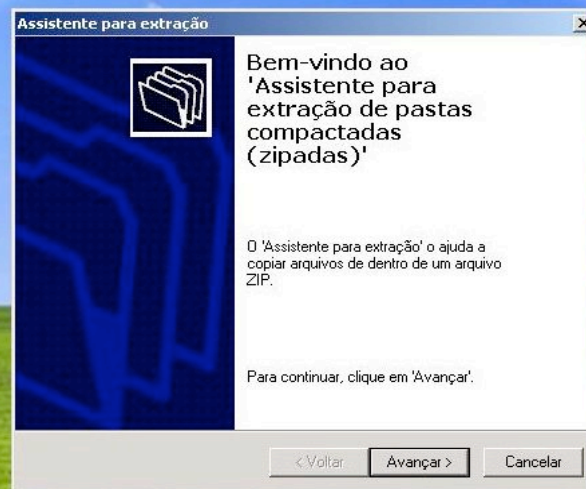 Assistente para extração
Bem-vindo ao
'Assistente para
extração de pastas
compactadas
(zipadas)'
O 'Assistente para extração' o ajuda a
copiar arquivos de dentro de um arquivo
ZIP.
Para continuar, clique em 'Avançar'.
< Voltar
Avançar >
Cancelar